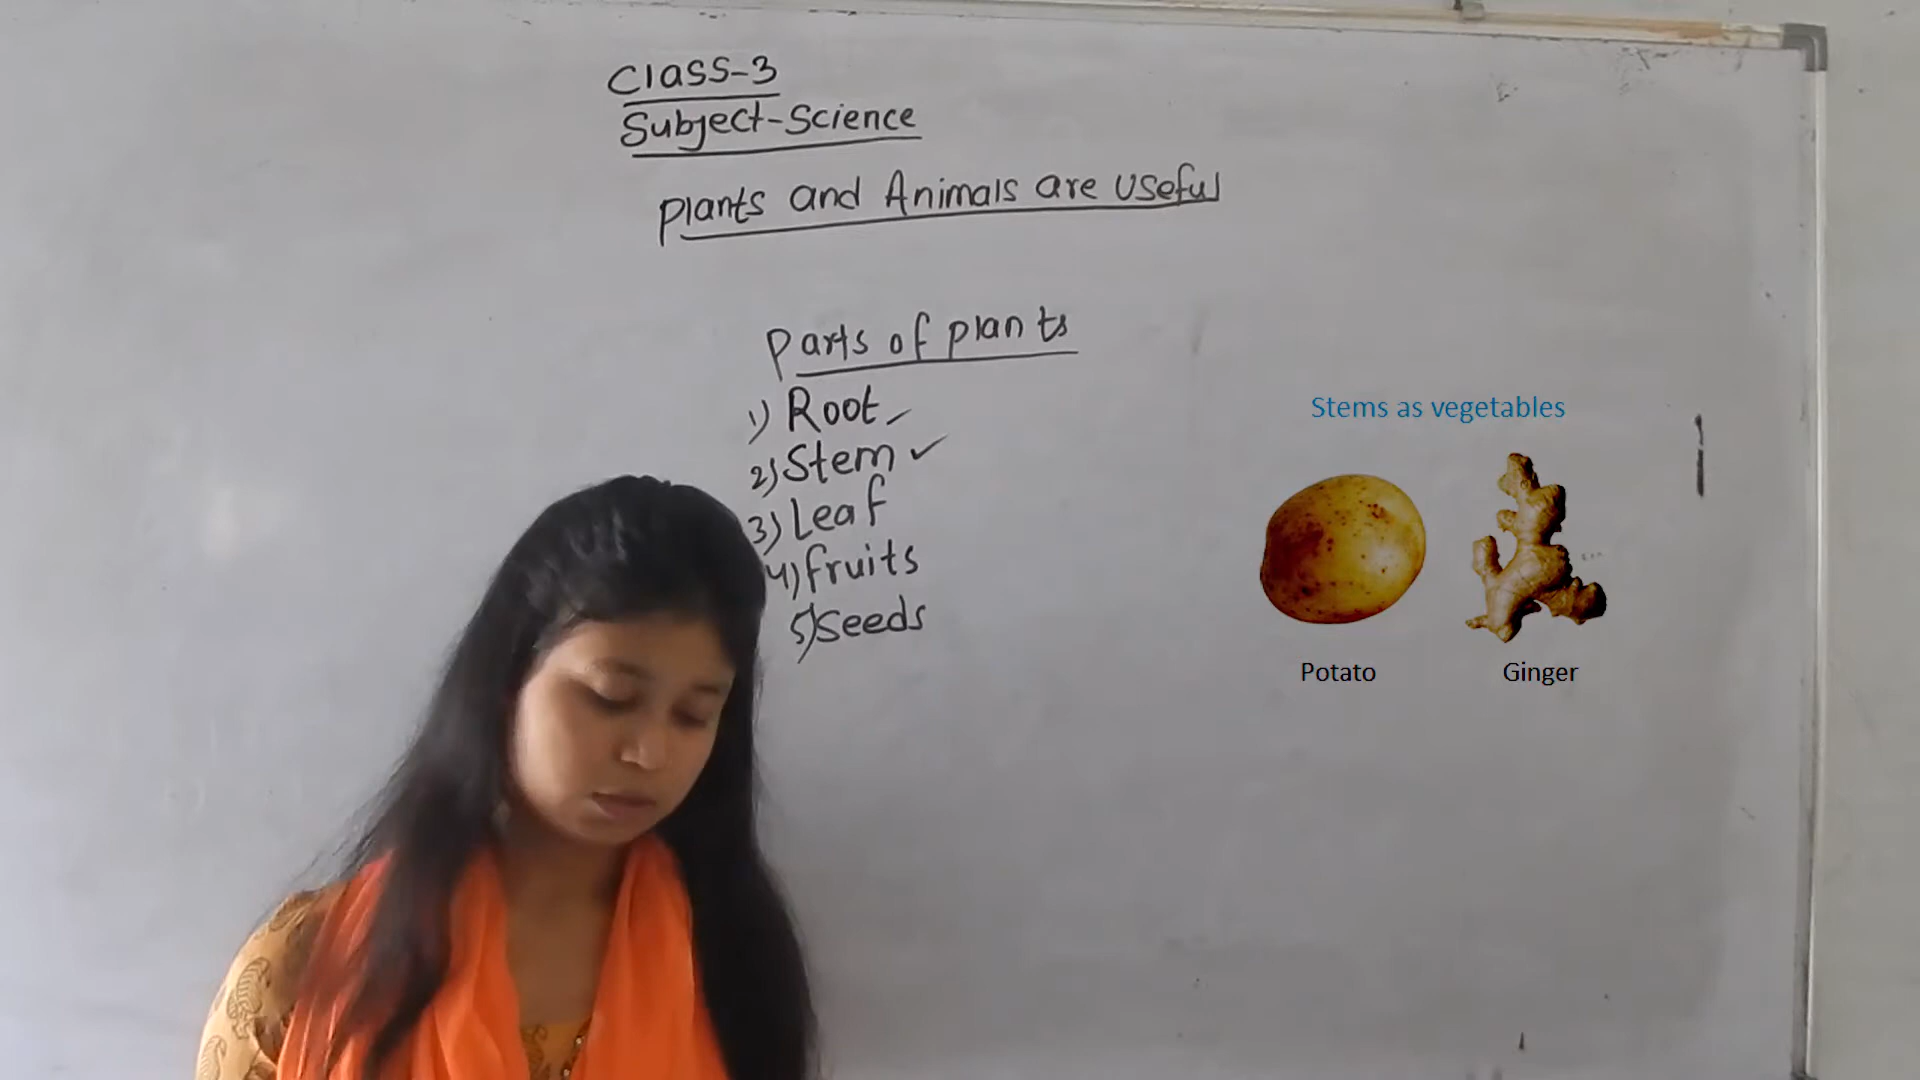 Class-3
Subject-Science
Plants and Animals are useful
Parts of plants
1) Root
2) Stem ✓
3) Leaf
4) fruits
5) Seeds
Stems as vegetables
Potato
Ginger